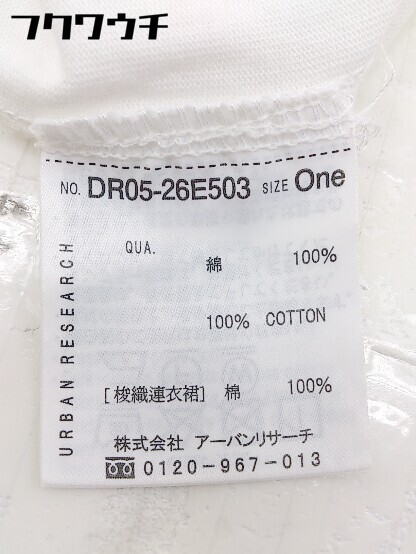 フクワウチ
NO. DR05-26E503 SIZE One
URBAN RESEARCH
QUA.
綿 100%
100% COTTON
[梭織連衣裙] 棉 100%
株式会社 アーバンリサーチ
0120-967-013